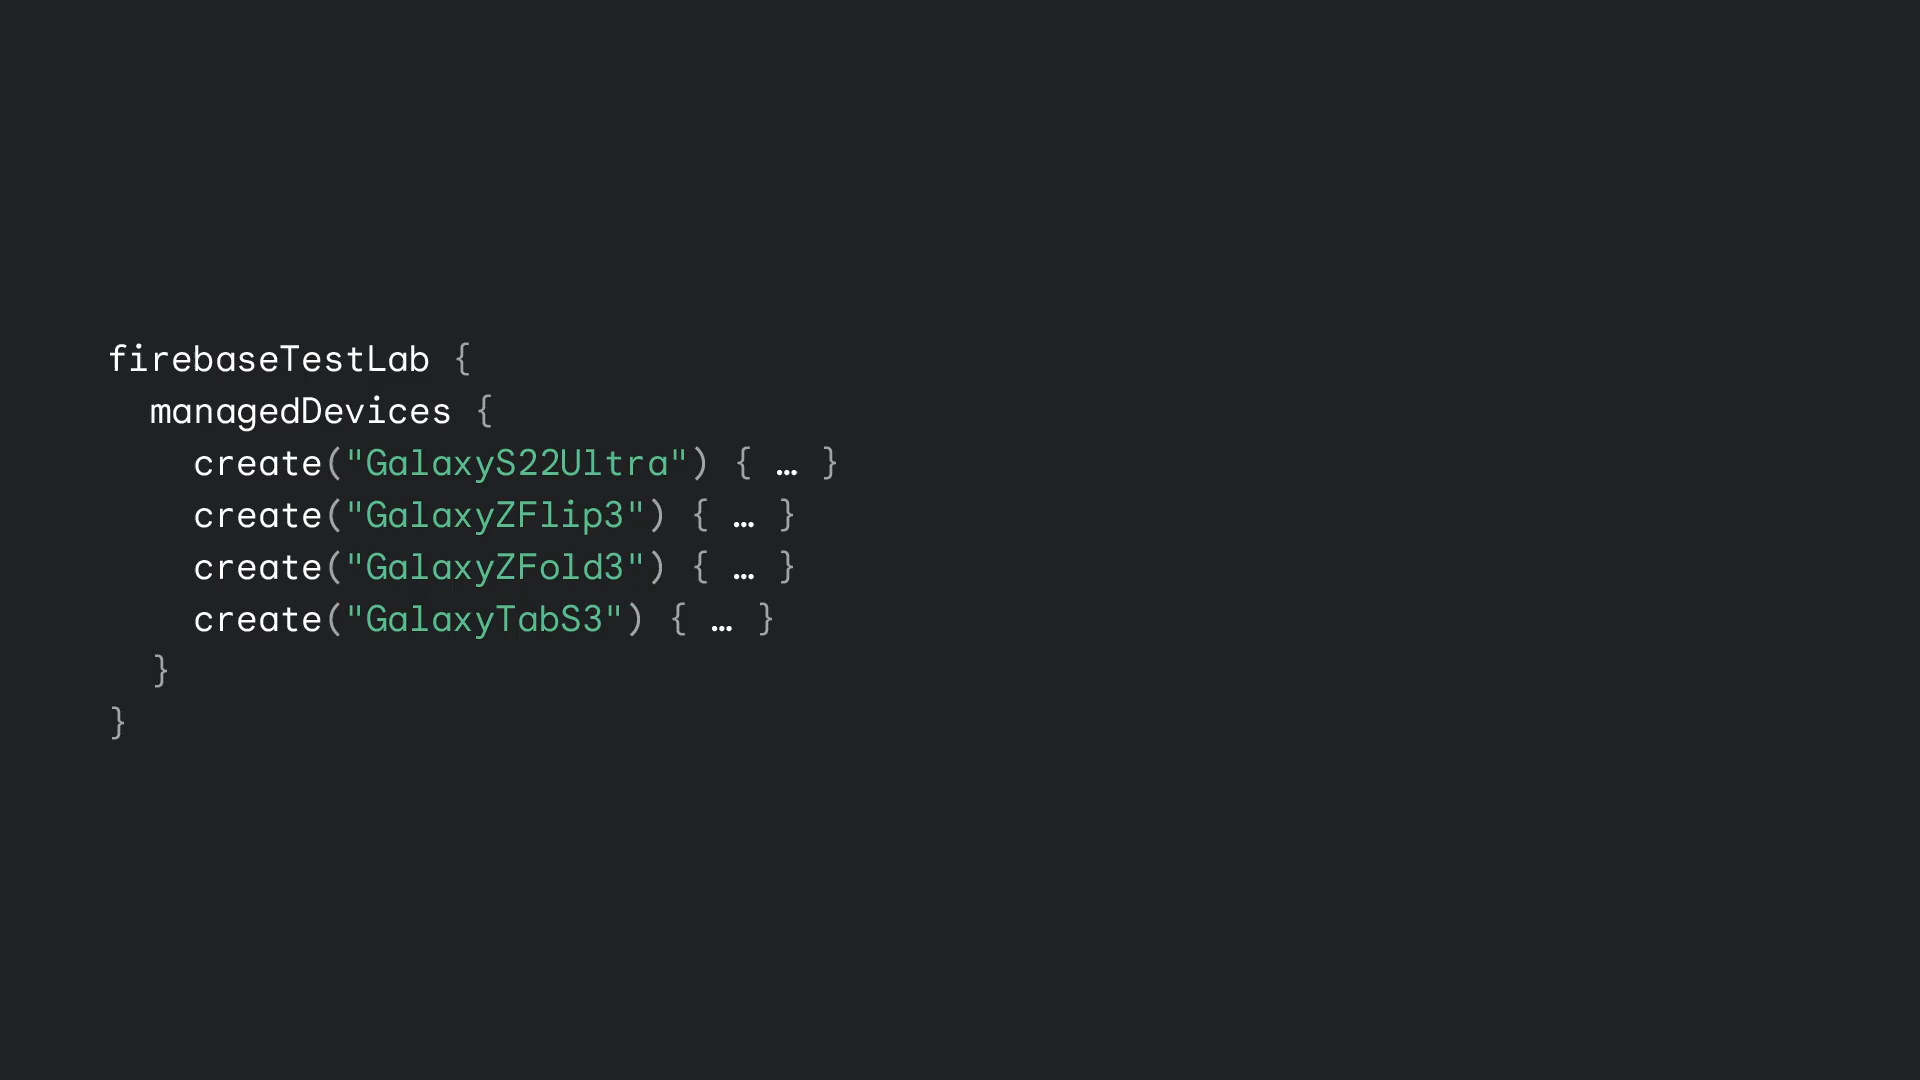 firebaseTestLab {
  managedDevices {
    create("GalaxyS22Ultra") { … }
    create("GalaxyZFlip3") { … }
    create("GalaxyZFold3") { … }
    create("GalaxyTabS3") { … }
  }
}